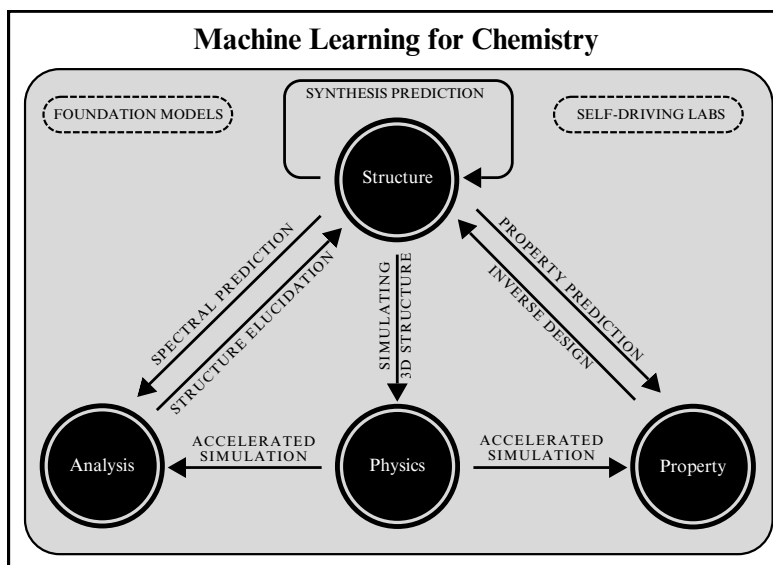 Machine Learning for Chemistry
SYNTHESIS PREDICTION
FOUNDATION MODELS
SELF-DRIVING LABS
Structure
SPECTRAL PREDICTION
STRUCTURE ELUCIDATION
SIMULATING
3D STRUCTURE
PROPERTY PREDICTION
INVERSE DESIGN
Analysis
ACCELERATED
SIMULATION
Physics
ACCELERATED
SIMULATION
Property